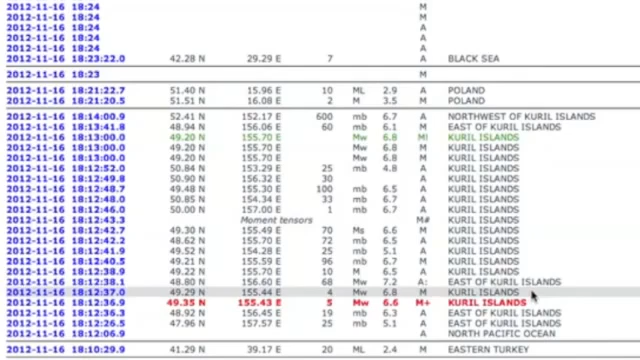 2012-11-16 18:24 M
2012-11-16 18:24 M
2012-11-16 18:24 A
2012-11-16 18:24 A
2012-11-16 18:24 A
2012-11-16 18:23:22.0 42.28 N 29.29 E 7 A BLACK SEA
2012-11-16 18:23 M
2012-11-16 18:21:22.7 51.40 N 15.96 E 10 ML 2.9 A POLAND
2012-11-16 18:21:20.5 51.51 N 16.08 E 2 M 3.5 M POLAND
2012-11-16 18:14:00.9 52.41 N 152.17 E 600 mb 6.7 A NORTHWEST OF KURIL ISLANDS
2012-11-16 18:13:41.8 48.94 N 156.06 E 60 mb 6.1 M EAST OF KURIL ISLANDS
2012-11-16 18:13:00.0 49.20 N 155.70 E Mw 6.8 M! KURIL ISLANDS
2012-11-16 18:13:00.0 49.20 N 155.70 E Mw 6.8 M KURIL ISLANDS
2012-11-16 18:13:00.0 49.20 N 155.70 E Mw 6.8 M KURIL ISLANDS
2012-11-16 18:12:52.0 50.84 N 153.29 E 25 mb 4.8 A KURIL ISLANDS
2012-11-16 18:12:49.8 50.90 N 156.32 E 30 A KURIL ISLANDS
2012-11-16 18:12:48.7 49.48 N 155.30 E 100 mb 6.5 A KURIL ISLANDS
2012-11-16 18:12:48.0 50.85 N 154.34 E 33 mb 6.7 A KURIL ISLANDS
2012-11-16 18:12:46.0 50.00 N 157.00 E 1 mb 6.7 A KURIL ISLANDS
2012-11-16 18:12:43.3 Moment tensors M# KURIL ISLANDS
2012-11-16 18:12:42.7 49.30 N 155.49 E 70 Ms 6.6 M KURIL ISLANDS
2012-11-16 18:12:42.2 48.62 N 155.70 E 72 mb 6.5 A KURIL ISLANDS
2012-11-16 18:12:41.9 49.52 N 154.28 E 25 mb 5.1 A KURIL ISLANDS
2012-11-16 18:12:40.5 49.21 N 155.59 E 96 mb 6.7 M KURIL ISLANDS
2012-11-16 18:12:38.9 49.22 N 155.70 E 10 M 6.5 A KURIL ISLANDS
2012-11-16 18:12:38.1 48.80 N 156.60 E 68 Mw 7.2 A: EAST OF KURIL ISLANDS
2012-11-16 18:12:37.0 49.29 N 155.44 E 4 Mw 6.8 M KURIL ISLANDS
2012-11-16 18:12:36.9 49.35 N 155.43 E 5 Mw 6.6 M+ KURIL ISLANDS
2012-11-16 18:12:36.3 48.92 N 156.45 E 19 mb 6.3 A EAST OF KURIL ISLANDS
2012-11-16 18:12:26.5 47.96 N 157.57 E 25 mb 5.1 A EAST OF KURIL ISLANDS
2012-11-16 18:12:06.9 A NORTH PACIFIC OCEAN
2012-11-16 18:10:29.9 41.29 N 39.17 E 20 ML 2.4 M EASTERN TURKEY